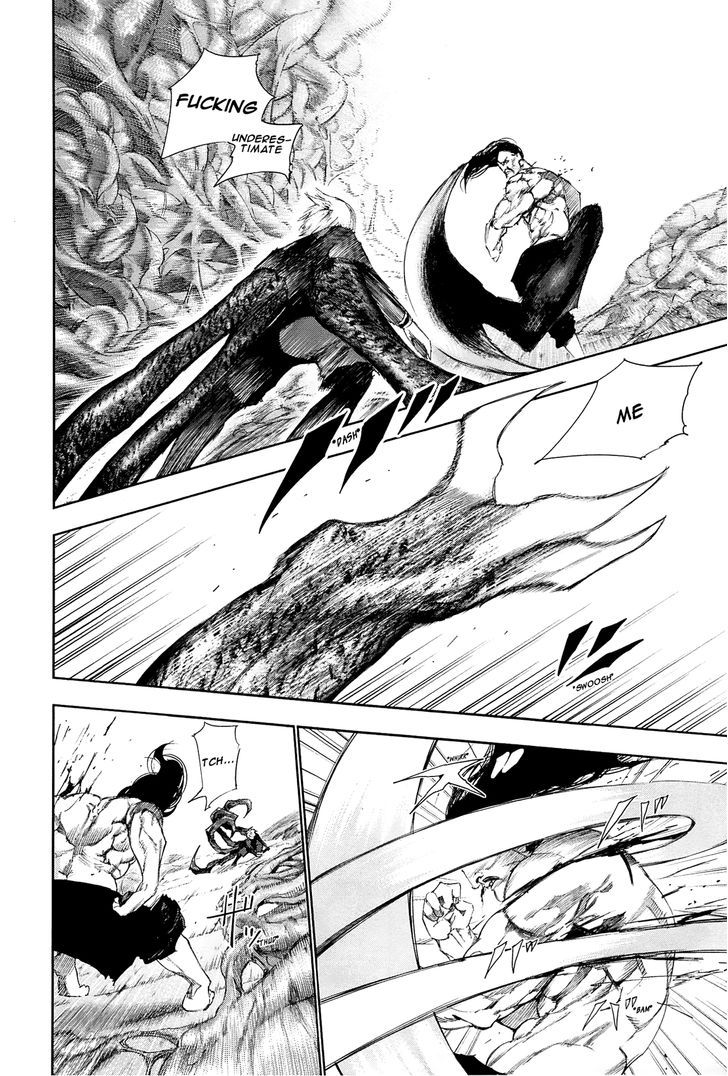 FUCKING
UNDERES-
TIMATE
ME
*DASH*
*SWOOSH*
*WHIRR*
*BAM*
TCH...
*THUD*